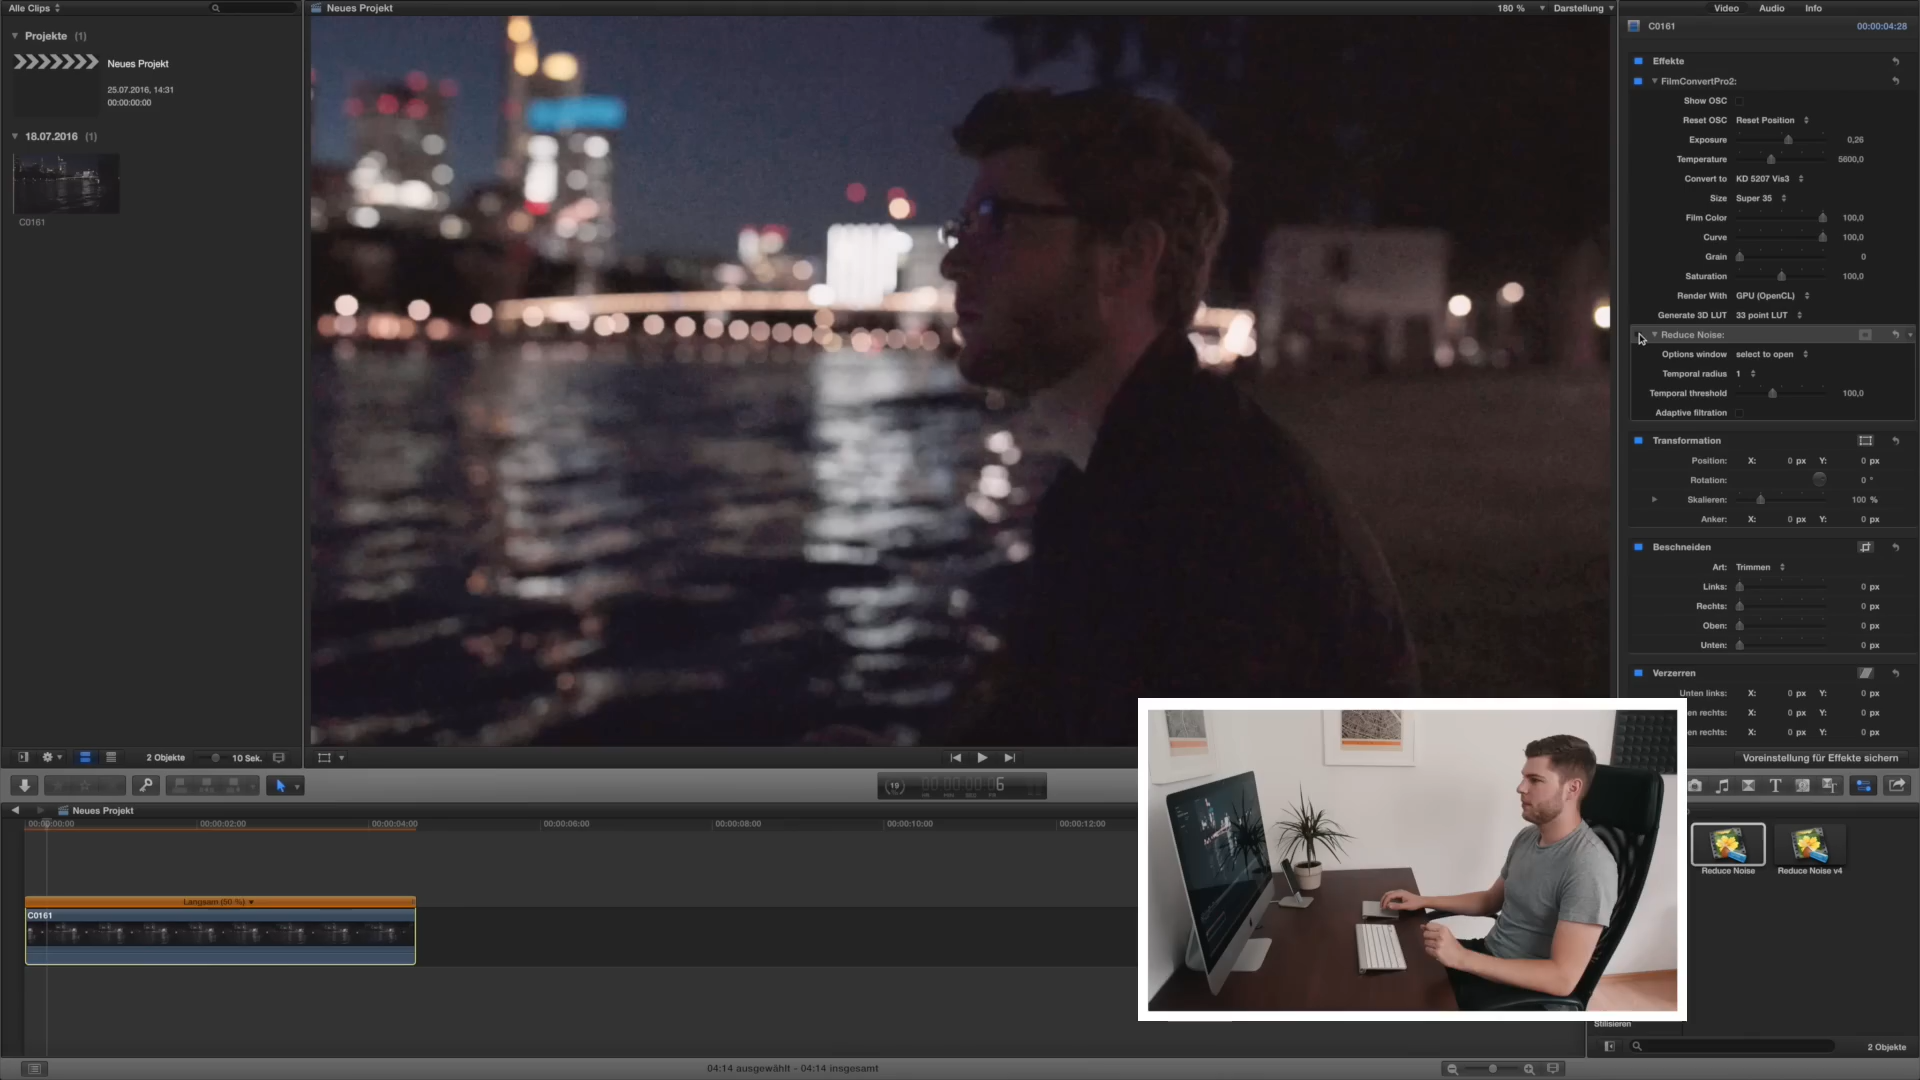 Alle Clips
Neues Projekt
180 %
Darstellung
Video
Audio
Info
Projekte (1)
C0161
00:00:04:28
Neues Projekt
25.07.2016, 14:31
00:00:00:00
18.07.2016 (1)
C0161
Effekte
FilmConvertPro2:
Show OSC
Reset OSC Reset Position
Exposure 0,26
Temperature 5600,0
Convert to KD 5207 Vis3
Size Super 35
Film Color 100,0
Curve 100,0
Grain 0
Saturation 100,0
Render With GPU (OpenCL)
Generate 3D LUT 33 point LUT
Reduce Noise:
Options window select to open
Temporal radius 1
Temporal threshold 100,0
Adaptive filtration
Transformation
Position: X: 0 px Y: 0 px
Rotation: 0 °
Skalieren: 100 %
Anker: X: 0 px Y: 0 px
Beschneiden
Art: Trimmen
Links: 0 px
Rechts: 0 px
Oben: 0 px
Unten: 0 px
Verzerren
Unten links: X: 0 px Y: 0 px
en rechts: X: 0 px Y: 0 px
en rechts: X: 0 px Y: 0 px
2 Objekte
10 Sek.
Voreinstellung für Effekte sichern
19
6
Neues Projekt
00:00:02:00
00:00:04:00
00:00:06:00
00:00:08:00
00:00:10:00
00:00:12:00
Langsam (50 %)
C0161
Reduce Noise
Reduce Noise v4
Stilisieren
2 Objekte
04:14 ausgewählt - 04:14 insgesamt